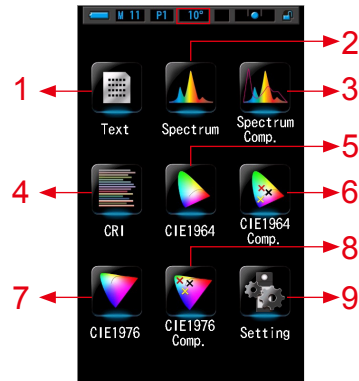 M 11 P1 10°
2
1
3
Text Spectrum Spectrum
Comp.
5
4
6
CRI CIE1964 CIE1964
Comp.
8
7
9
CIE1976 CIE1976 Setting
Comp.